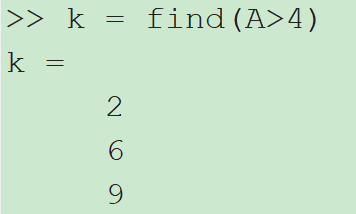 >> k = find(A>4)
k =
2
6
9